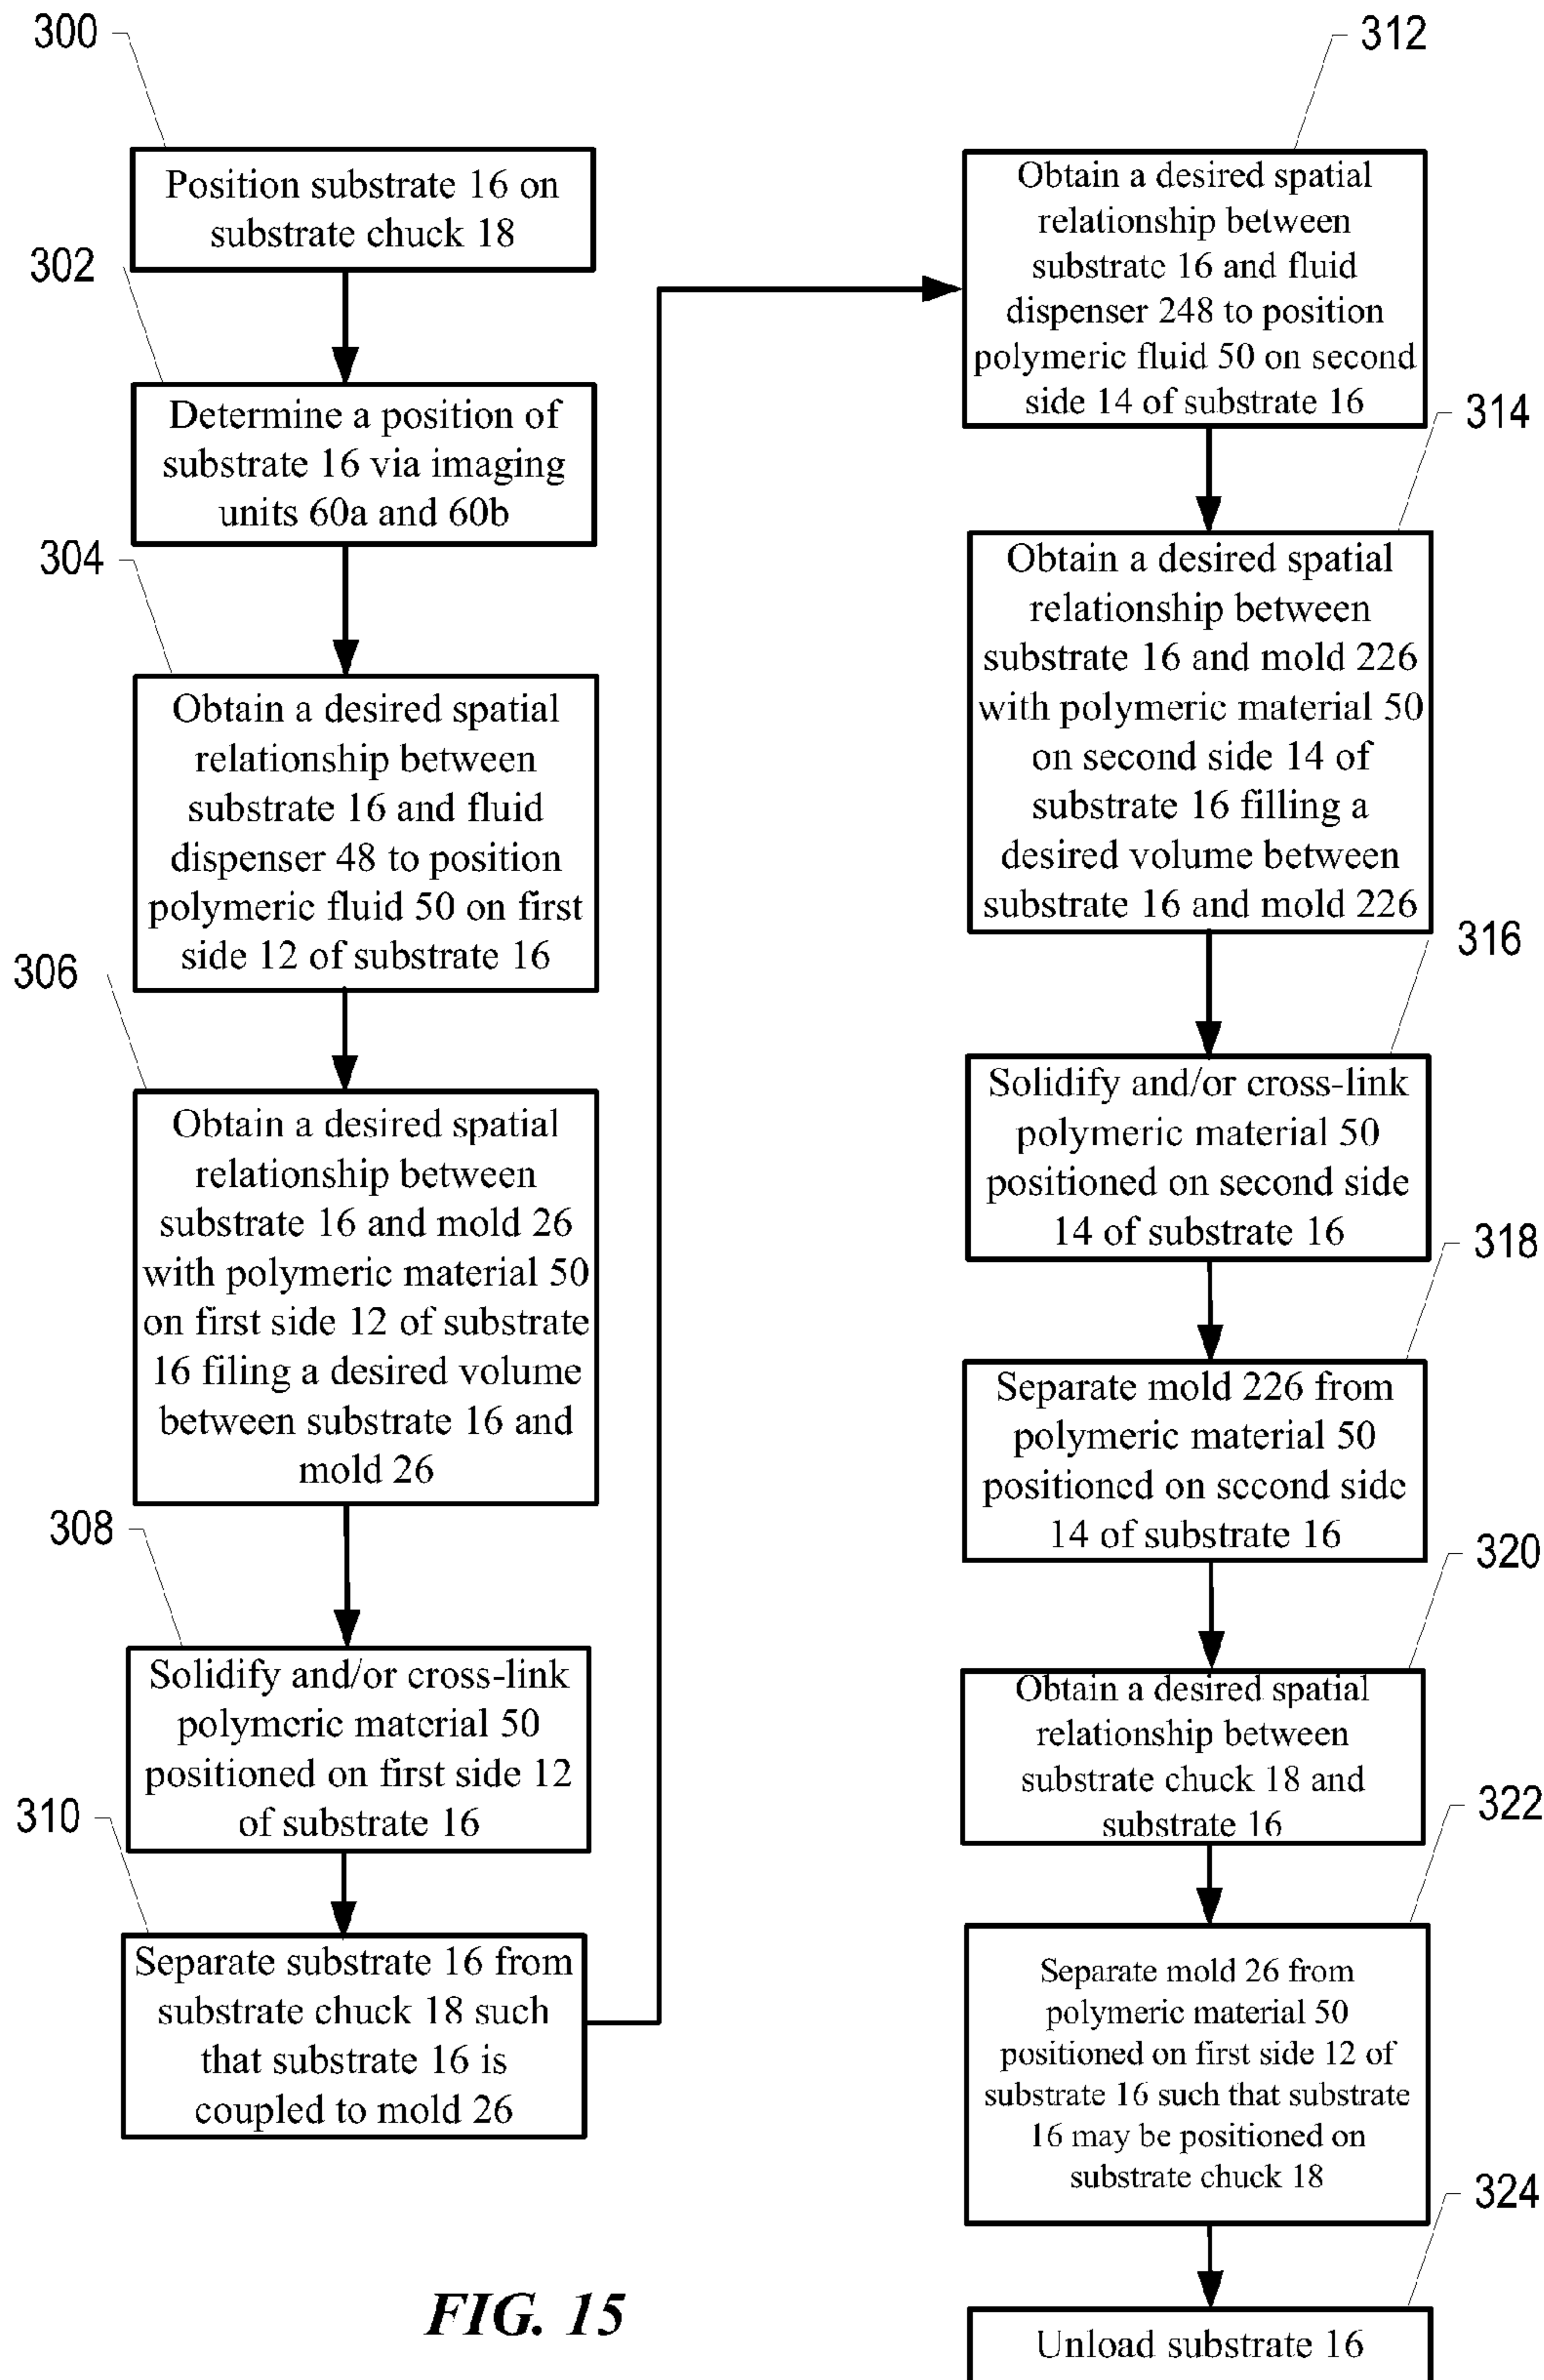 300
Position substrate 16 on
substrate chuck 18
302
Determine a position of
substrate 16 via imaging
units 60a and 60b
304
Obtain a desired spatial
relationship between
substrate 16 and fluid
dispenser 48 to position
polymeric fluid 50 on first
side 12 of substrate 16
306
Obtain a desired spatial
relationship between
substrate 16 and mold 26
with polymeric material 50
on first side 12 of substrate
16 filing a desired volume
between substrate 16 and
mold 26
308
Solidify and/or cross-link
polymeric material 50
positioned on first side 12
of substrate 16
310
Separate substrate 16 from
substrate chuck 18 such
that substrate 16 is
coupled to mold 26
312
Obtain a desired spatial
relationship between
substrate 16 and fluid
dispenser 248 to position
polymeric fluid 50 on second
side 14 of substrate 16
314
Obtain a desired spatial
relationship between
substrate 16 and mold 226
with polymeric material 50
on second side 14 of
substrate 16 filling a
desired volume between
substrate 16 and mold 226
316
Solidify and/or cross-link
polymeric material 50
positioned on second side
14 of substrate 16
318
Separate mold 226 from
polymeric material 50
positioned on second side
14 of substrate 16
320
Obtain a desired spatial
relationship between
substrate chuck 18 and
substrate 16
322
Separate mold 26 from
polymeric material 50
positioned on first side 12 of
substrate 16 such that substrate
16 may be positioned on
substrate chuck 18
324
Unload substrate 16
FIG. 15